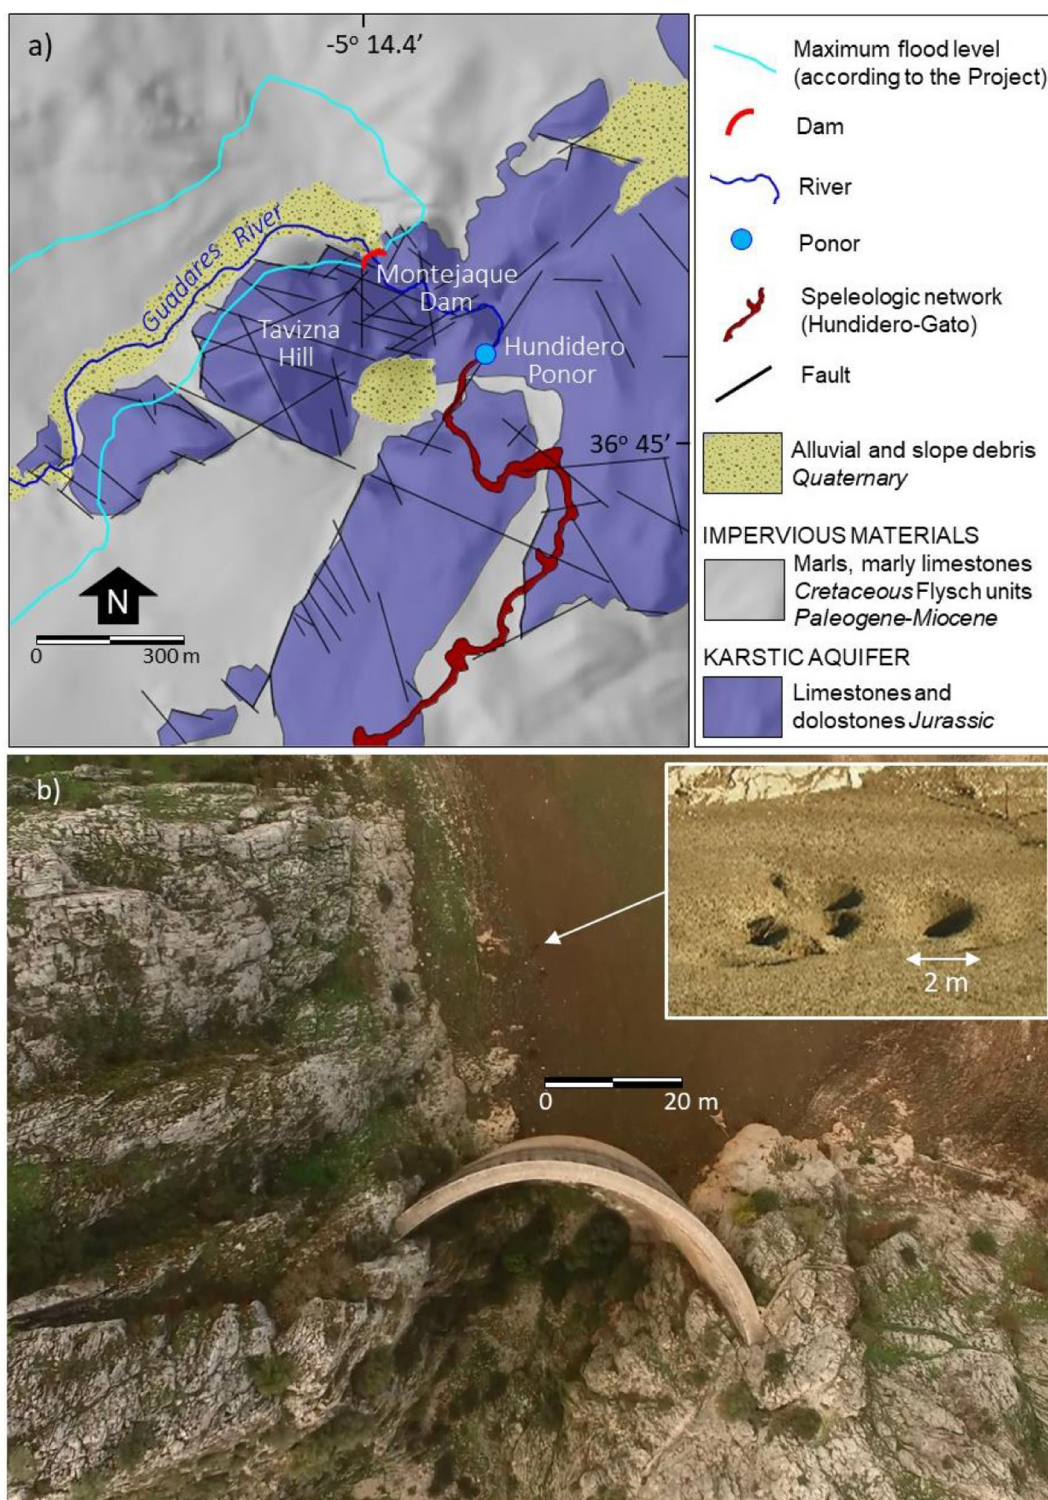 a)
-5º 14.4’
Guadares River
Montejaque
Dam
Tavizna
Hill
Hundidero
Ponor
36º 45’
N
0 300 m
Maximum flood level
(according to the Project)
Dam
River
Ponor
Speleologic network
(Hundidero-Gato)
Fault
Alluvial and slope debris
Quaternary
IMPERVIOUS MATERIALS
Marls, marly limestones
Cretaceous Flysch units
Paleogene-Miocene
KARSTIC AQUIFER
Limestones and
dolostones Jurassic
b)
2 m
0 20 m